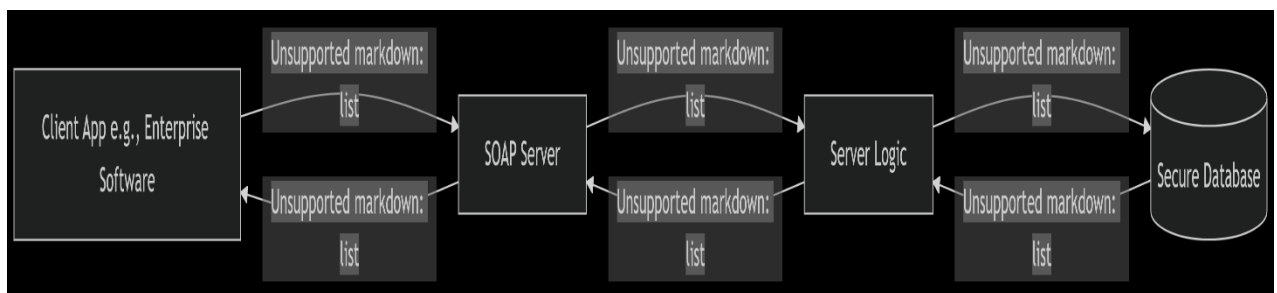 Client App e.g., Enterprise
Software
Unsupported markdown:
list
Unsupported markdown:
list
SOAP Server
Unsupported markdown:
list
Unsupported markdown:
list
Server Logic
Unsupported markdown:
list
Unsupported markdown:
list
Secure Database